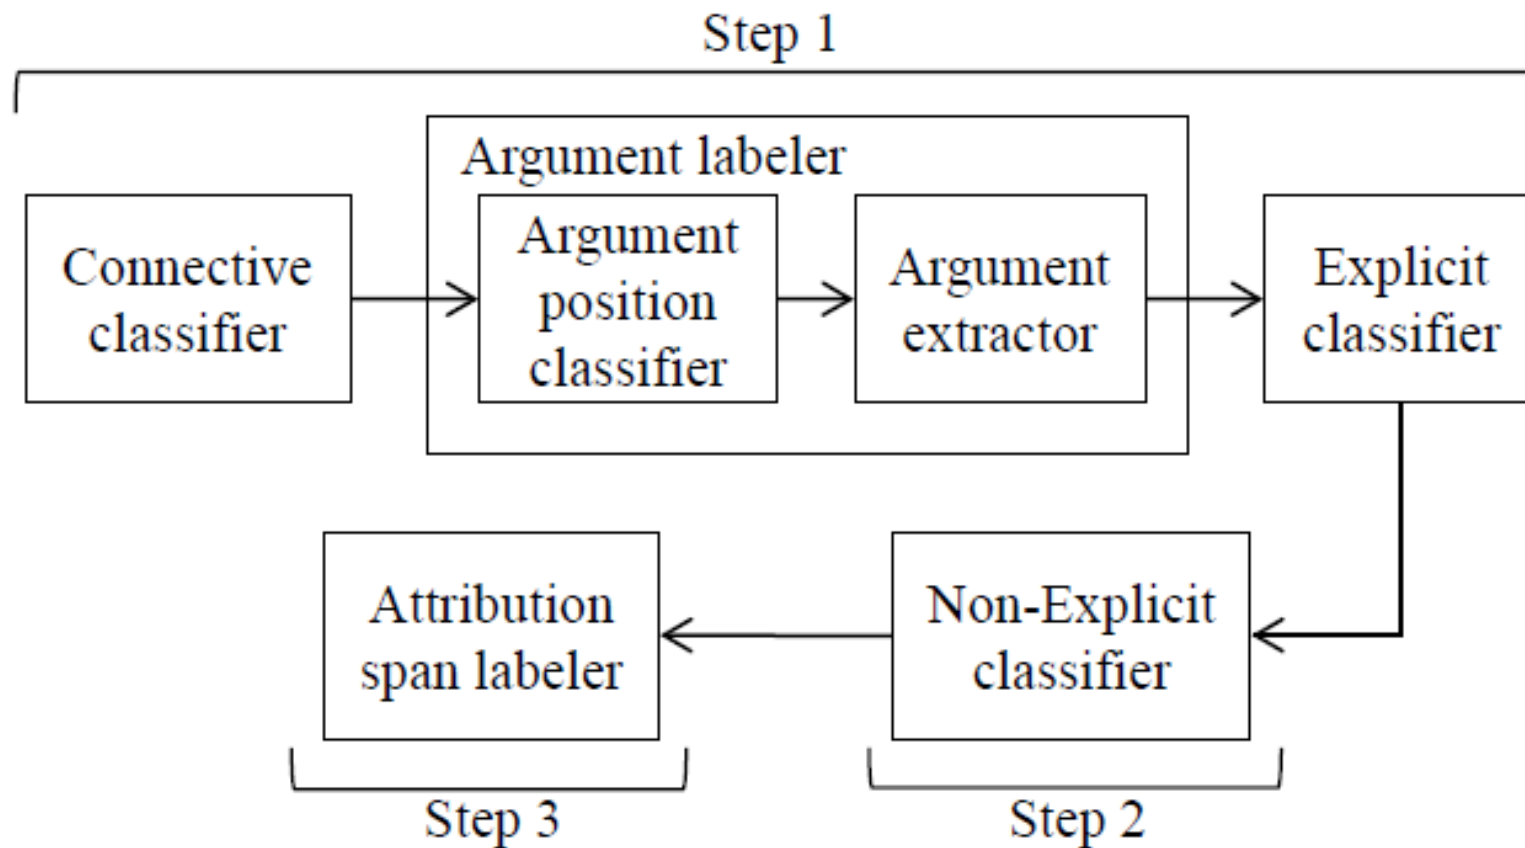 Step 1
Argument labeler
Connective
classifier
Argument
position
classifier
Argument
extractor
Explicit
classifier
Attribution
span labeler
Non-Explicit
classifier
Step 3
Step 2